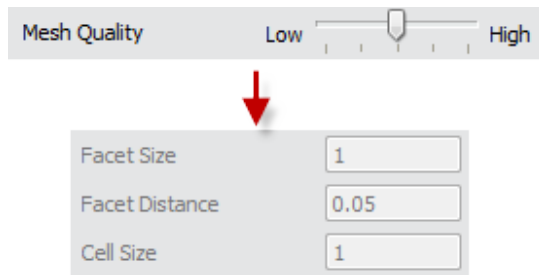 Mesh Quality Low High
Facet Size 1
Facet Distance 0.05
Cell Size 1